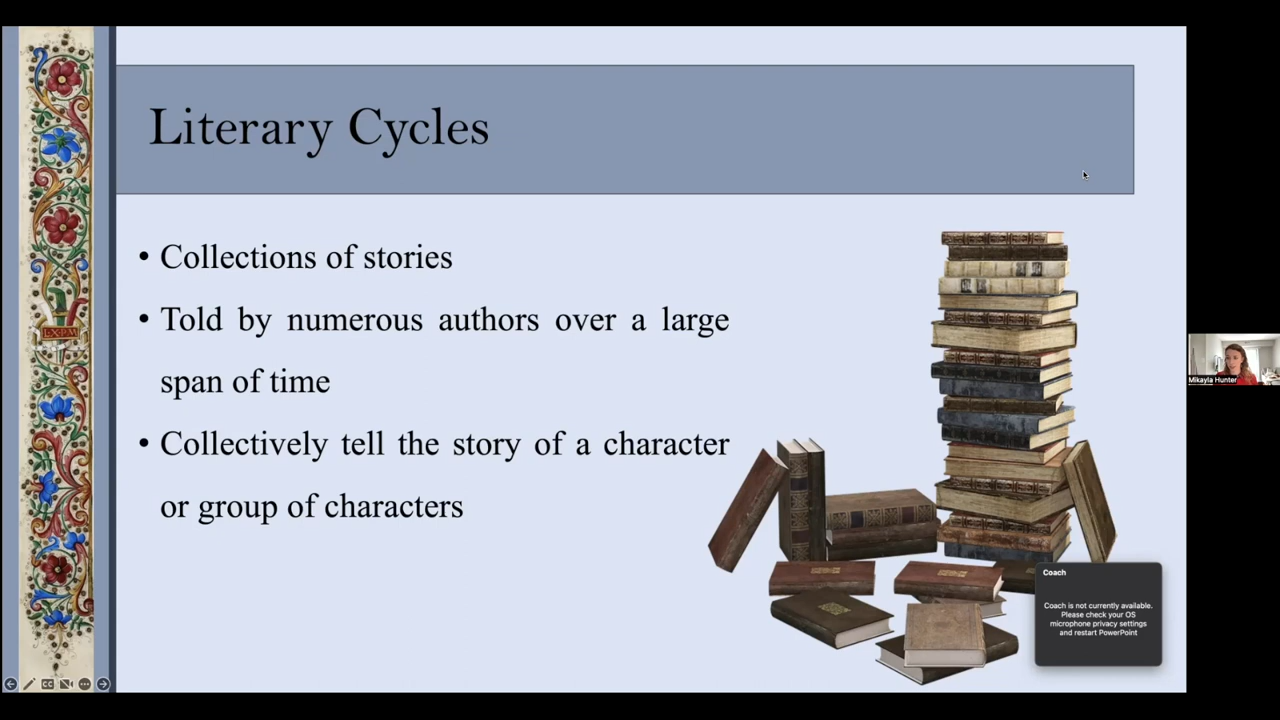 Literary Cycles
• Collections of stories
• Told by numerous authors over a large
span of time
• Collectively tell the story of a character
or group of characters
LXPM
Mikayla Hunter
Coach
Coach is not currently available.
Please check your OS
microphone privacy settings
and restart PowerPoint
CC